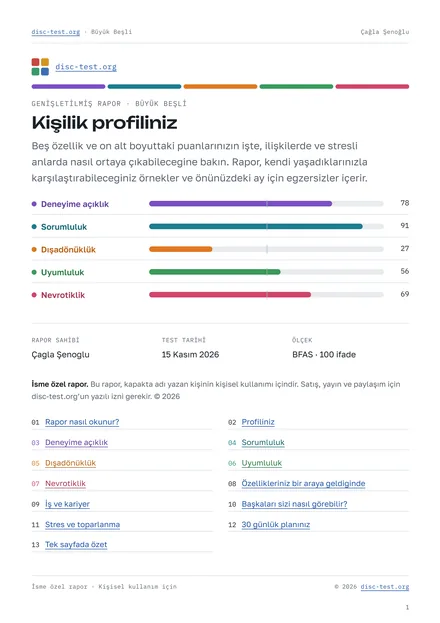 disc-test.org · Büyük Beşli
Çağla Şenoğlu
disc-test.org
GENİŞLETİLMİŞ RAPOR · BÜYÜK BEŞLİ
Kişilik profiliniz
Beş özellik ve on alt boyuttaki puanlarınızın işte, ilişkilerde ve stresli
anlarda nasıl ortaya çıkabileceğine bakın. Rapor, kendi yaşadıklarınızla
karşılaştırabileceğiniz örnekler ve önünüzdeki ay için egzersizler içerir.
Deneyime açıklık 78
Sorumluluk 91
Dışadönüklük 27
Uyumluluk 56
Nevrotiklik 69
RAPOR SAHİBİ
Çagla Şenoglu
TEST TARİHİ
15 Kasım 2026
ÖLÇEK
BFAS · 100 ifade
İsme özel rapor. Bu rapor, kapakta adı yazan kişinin kişisel kullanımı içindir. Satış, yayın ve paylaşım için
disc-test.org'un yazılı izni gerekir. © 2026
01 Rapor nasıl okunur?
02 Profiliniz
03 Deneyime açıklık
04 Sorumluluk
05 Dışadönüklük
06 Uyumluluk
07 Nevrotiklik
08 Özellikleriniz bir araya geldiginde
09 İş ve kariyer
10 Başkaları sizi nasıl görebilir?
11 Stres ve toparlanma
12 30 günlük planınız
13 Tek sayfada özet
İsme özel rapor · Kişisel kullanım için
© 2026 disc-test.org
1